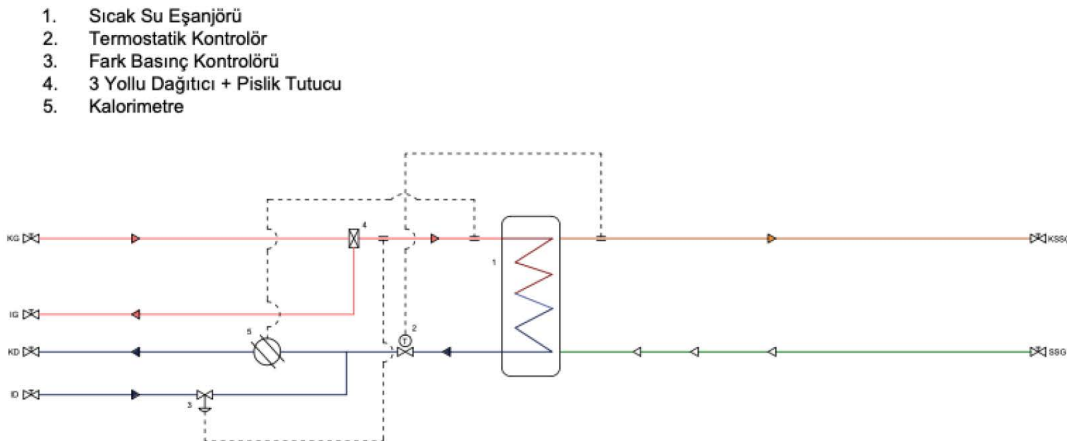 1. Sıcak Su Eşanjörü
2. Termostatik Kontrolör
3. Fark Basınç Kontrolörü
4. 3 Yollu Dağıtıcı + Pislik Tutucu
5. Kalorimetre
4
KG
KSSG
1
IG
5
2
T
KD
SSG
ID
3